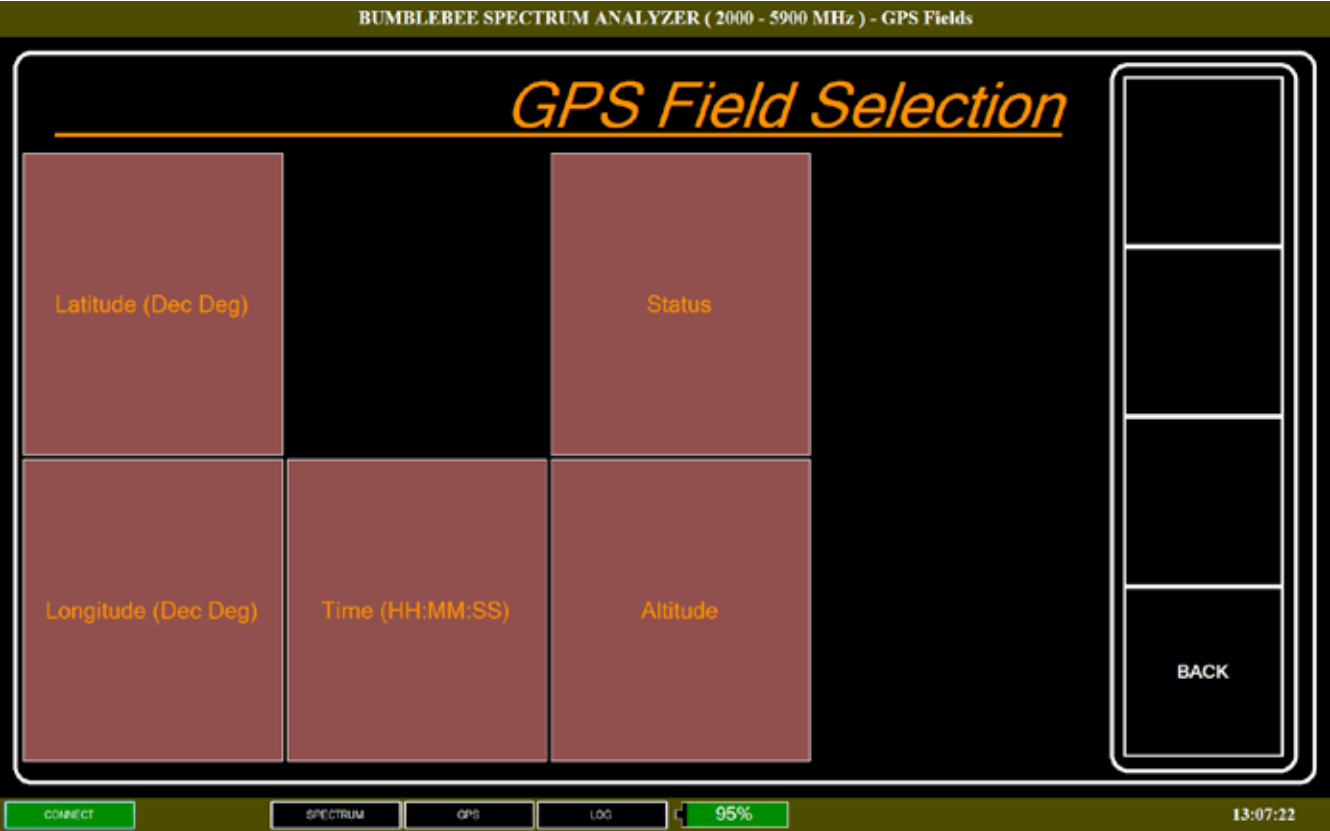 BUMBLEBEE SPECTRUM ANALYZER ( 2000 - 5900 MHz ) - GPS Fields
GPS Field Selection
Latitude (Dec Deg)
Status
Longitude (Dec Deg)
Time (HH:MM:SS)
Altitude
BACK
CONNECT
SPECTRUM
GPS
LOG
95%
13:07:22